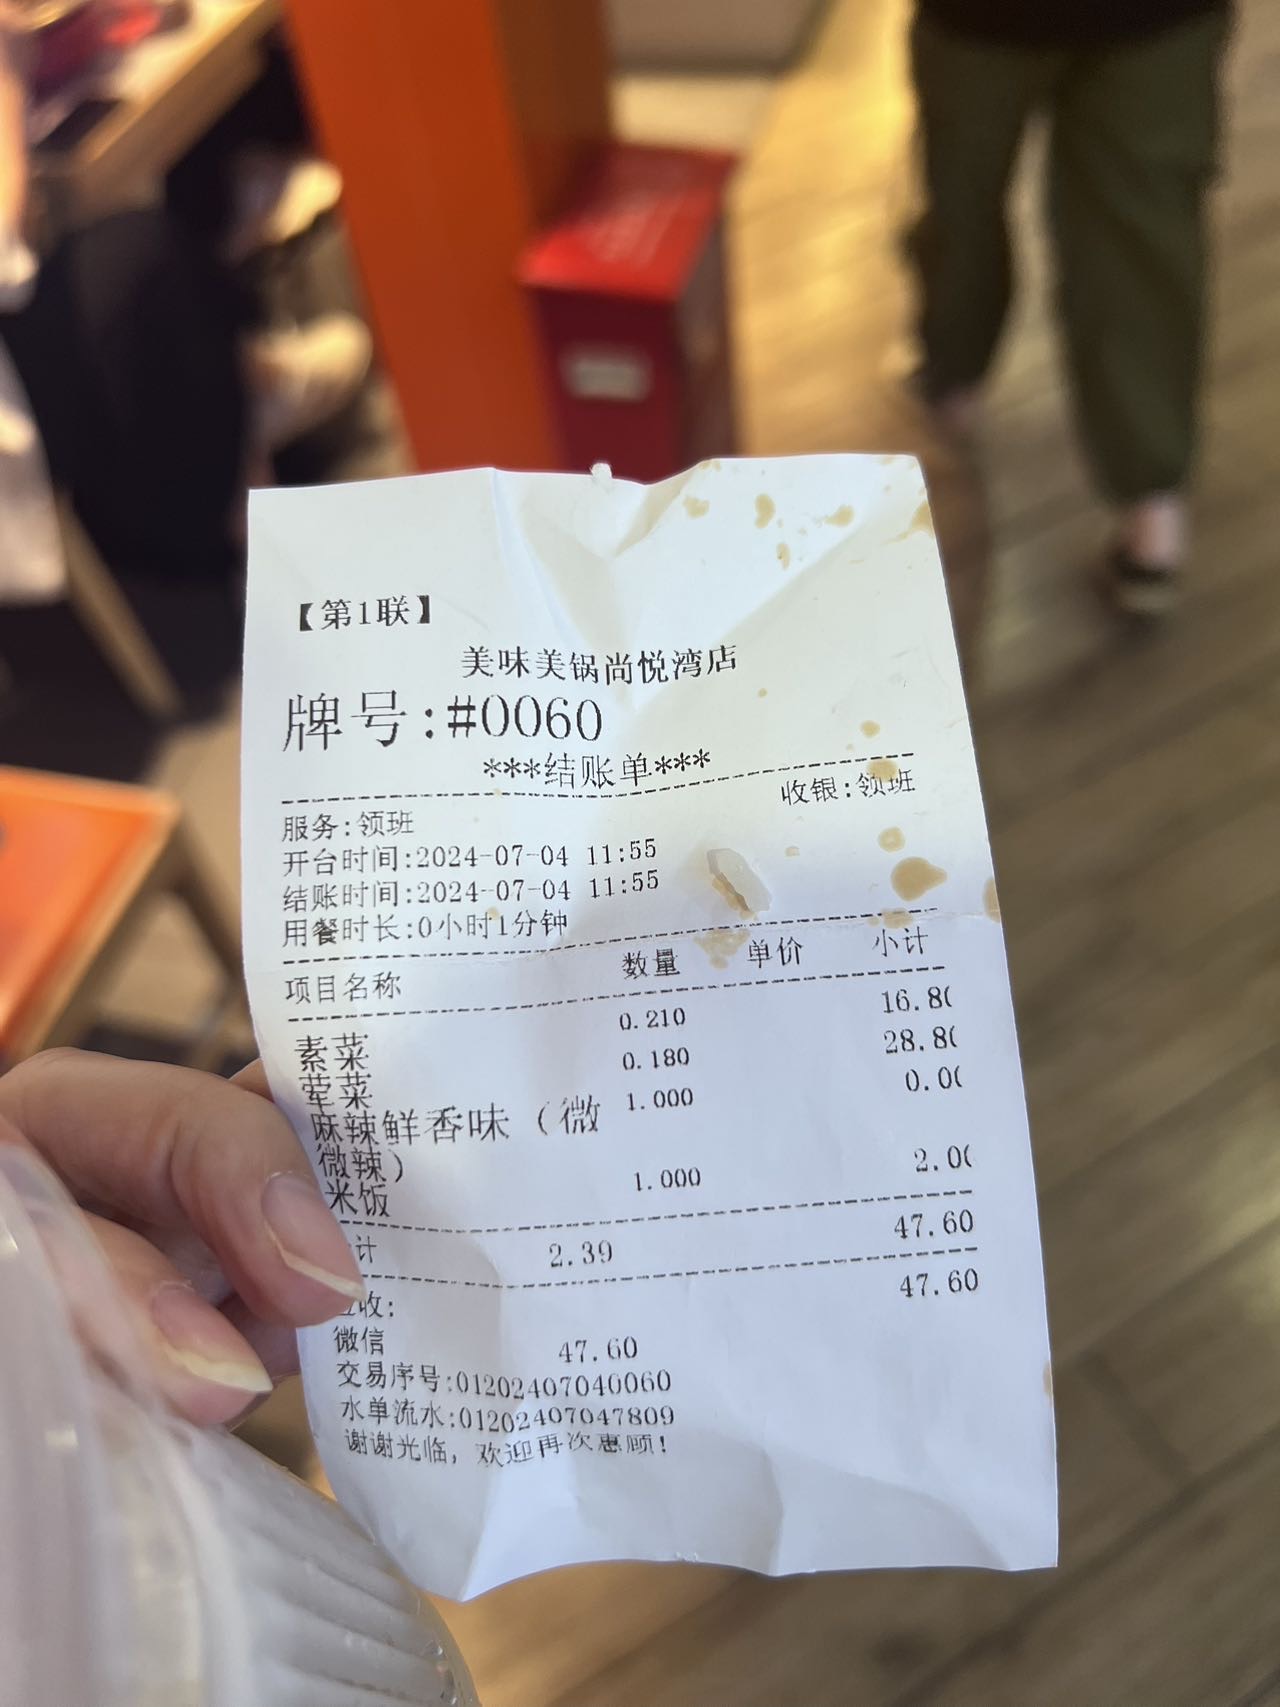 【第1联】
美味美锅尚悦湾店
牌号:#0060
***结账单***
服务:领班 收银:领班
开台时间:2024-07-04 11:55
结账时间:2024-07-04 11:55
用餐时长:0小时1分钟
项目名称 数量 单价 小计
素菜 0.210 16.8
荤菜 0.180 28.8
麻辣鲜香味（微 1.000 0.0
微辣）
米饭 1.000 2.0
计 2.39 47.60
收: 47.60
微信 47.60
交易序号:01202407040060
水单流水:01202407047809
谢谢光临，欢迎再次惠顾!